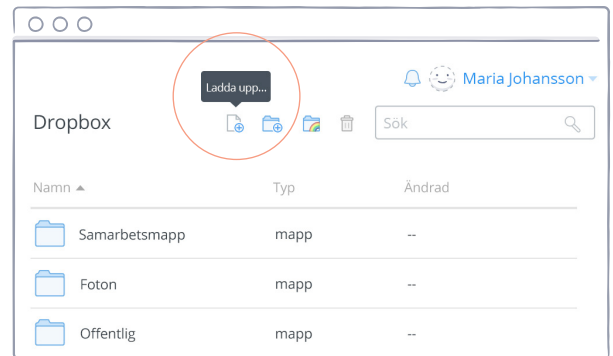 Maria Johansson
Ladda upp...
Dropbox
Sök
Namn Typ Ändrad
Samarbetsmapp mapp --
Foton mapp --
Offentlig mapp --